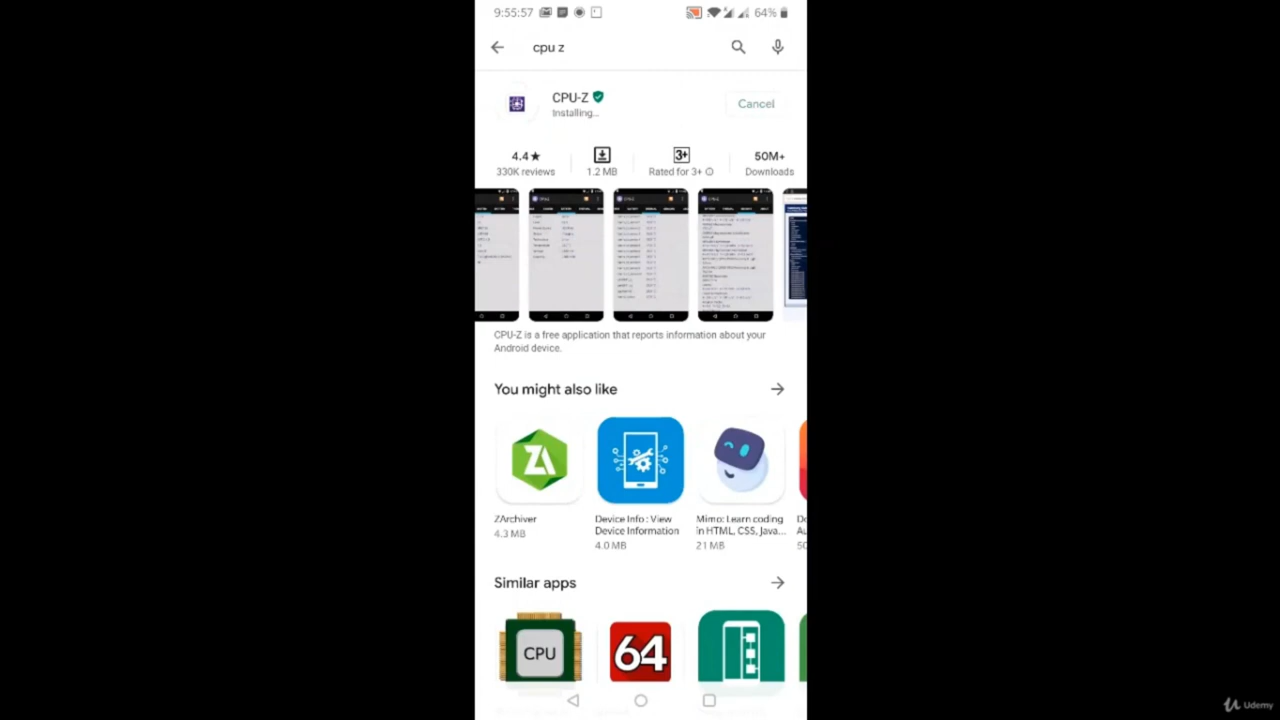 9:55:57
64%
cpu z
CPU-Z
Installing...
Cancel
4.4★
330K reviews
1.2 MB
3+
Rated for 3+
50M+
Downloads
CPU-Z is a free application that reports information about your
Android device.
You might also like
ZA
ZArchiver
4.3 MB
Device Info : View
Device Information
4.0 MB
Mimo: Learn coding
in HTML, CSS, Java...
21 MB
Similar apps
CPU
64
Udemy